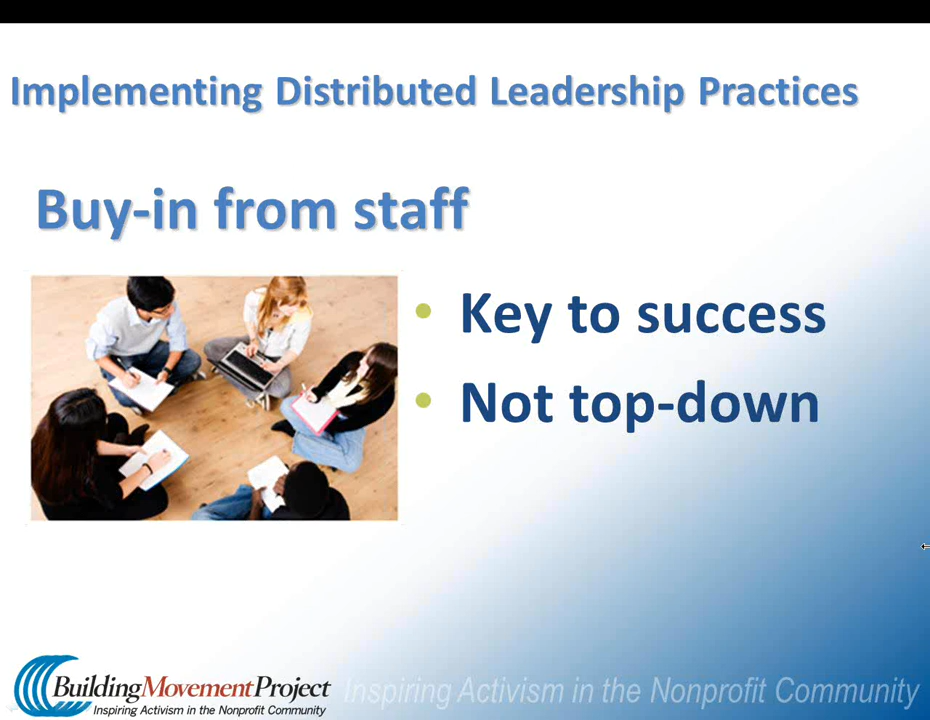 Implementing Distributed Leadership Practices
Buy-in from staff
• Key to success
• Not top-down
BuildingMovementProject
Inspiring Activism in the Nonprofit Community
Inspiring Activism in the Nonprofit Community